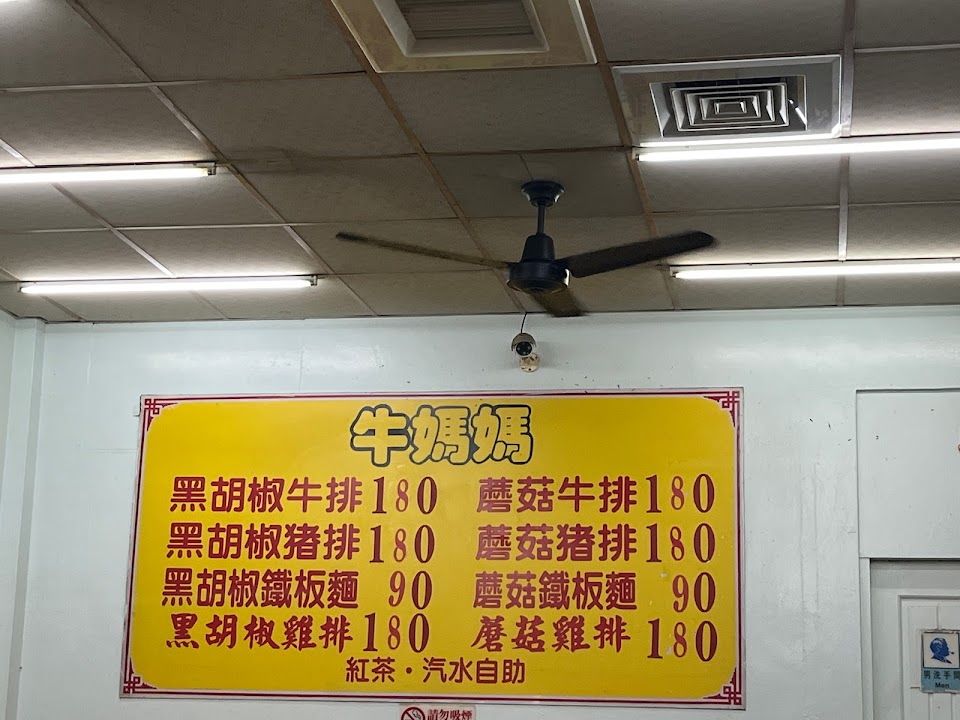 牛媽媽
黑胡椒牛排180 蘑菇牛排180
黑胡椒猪排180 蘑菇猪排180
黑胡椒鐵板麵 90 蘑菇鐵板麵 90
黑胡椒雞排180 蘑菇雞排180
紅茶・汽水自助
請勿吸煙
男洗手間
Men